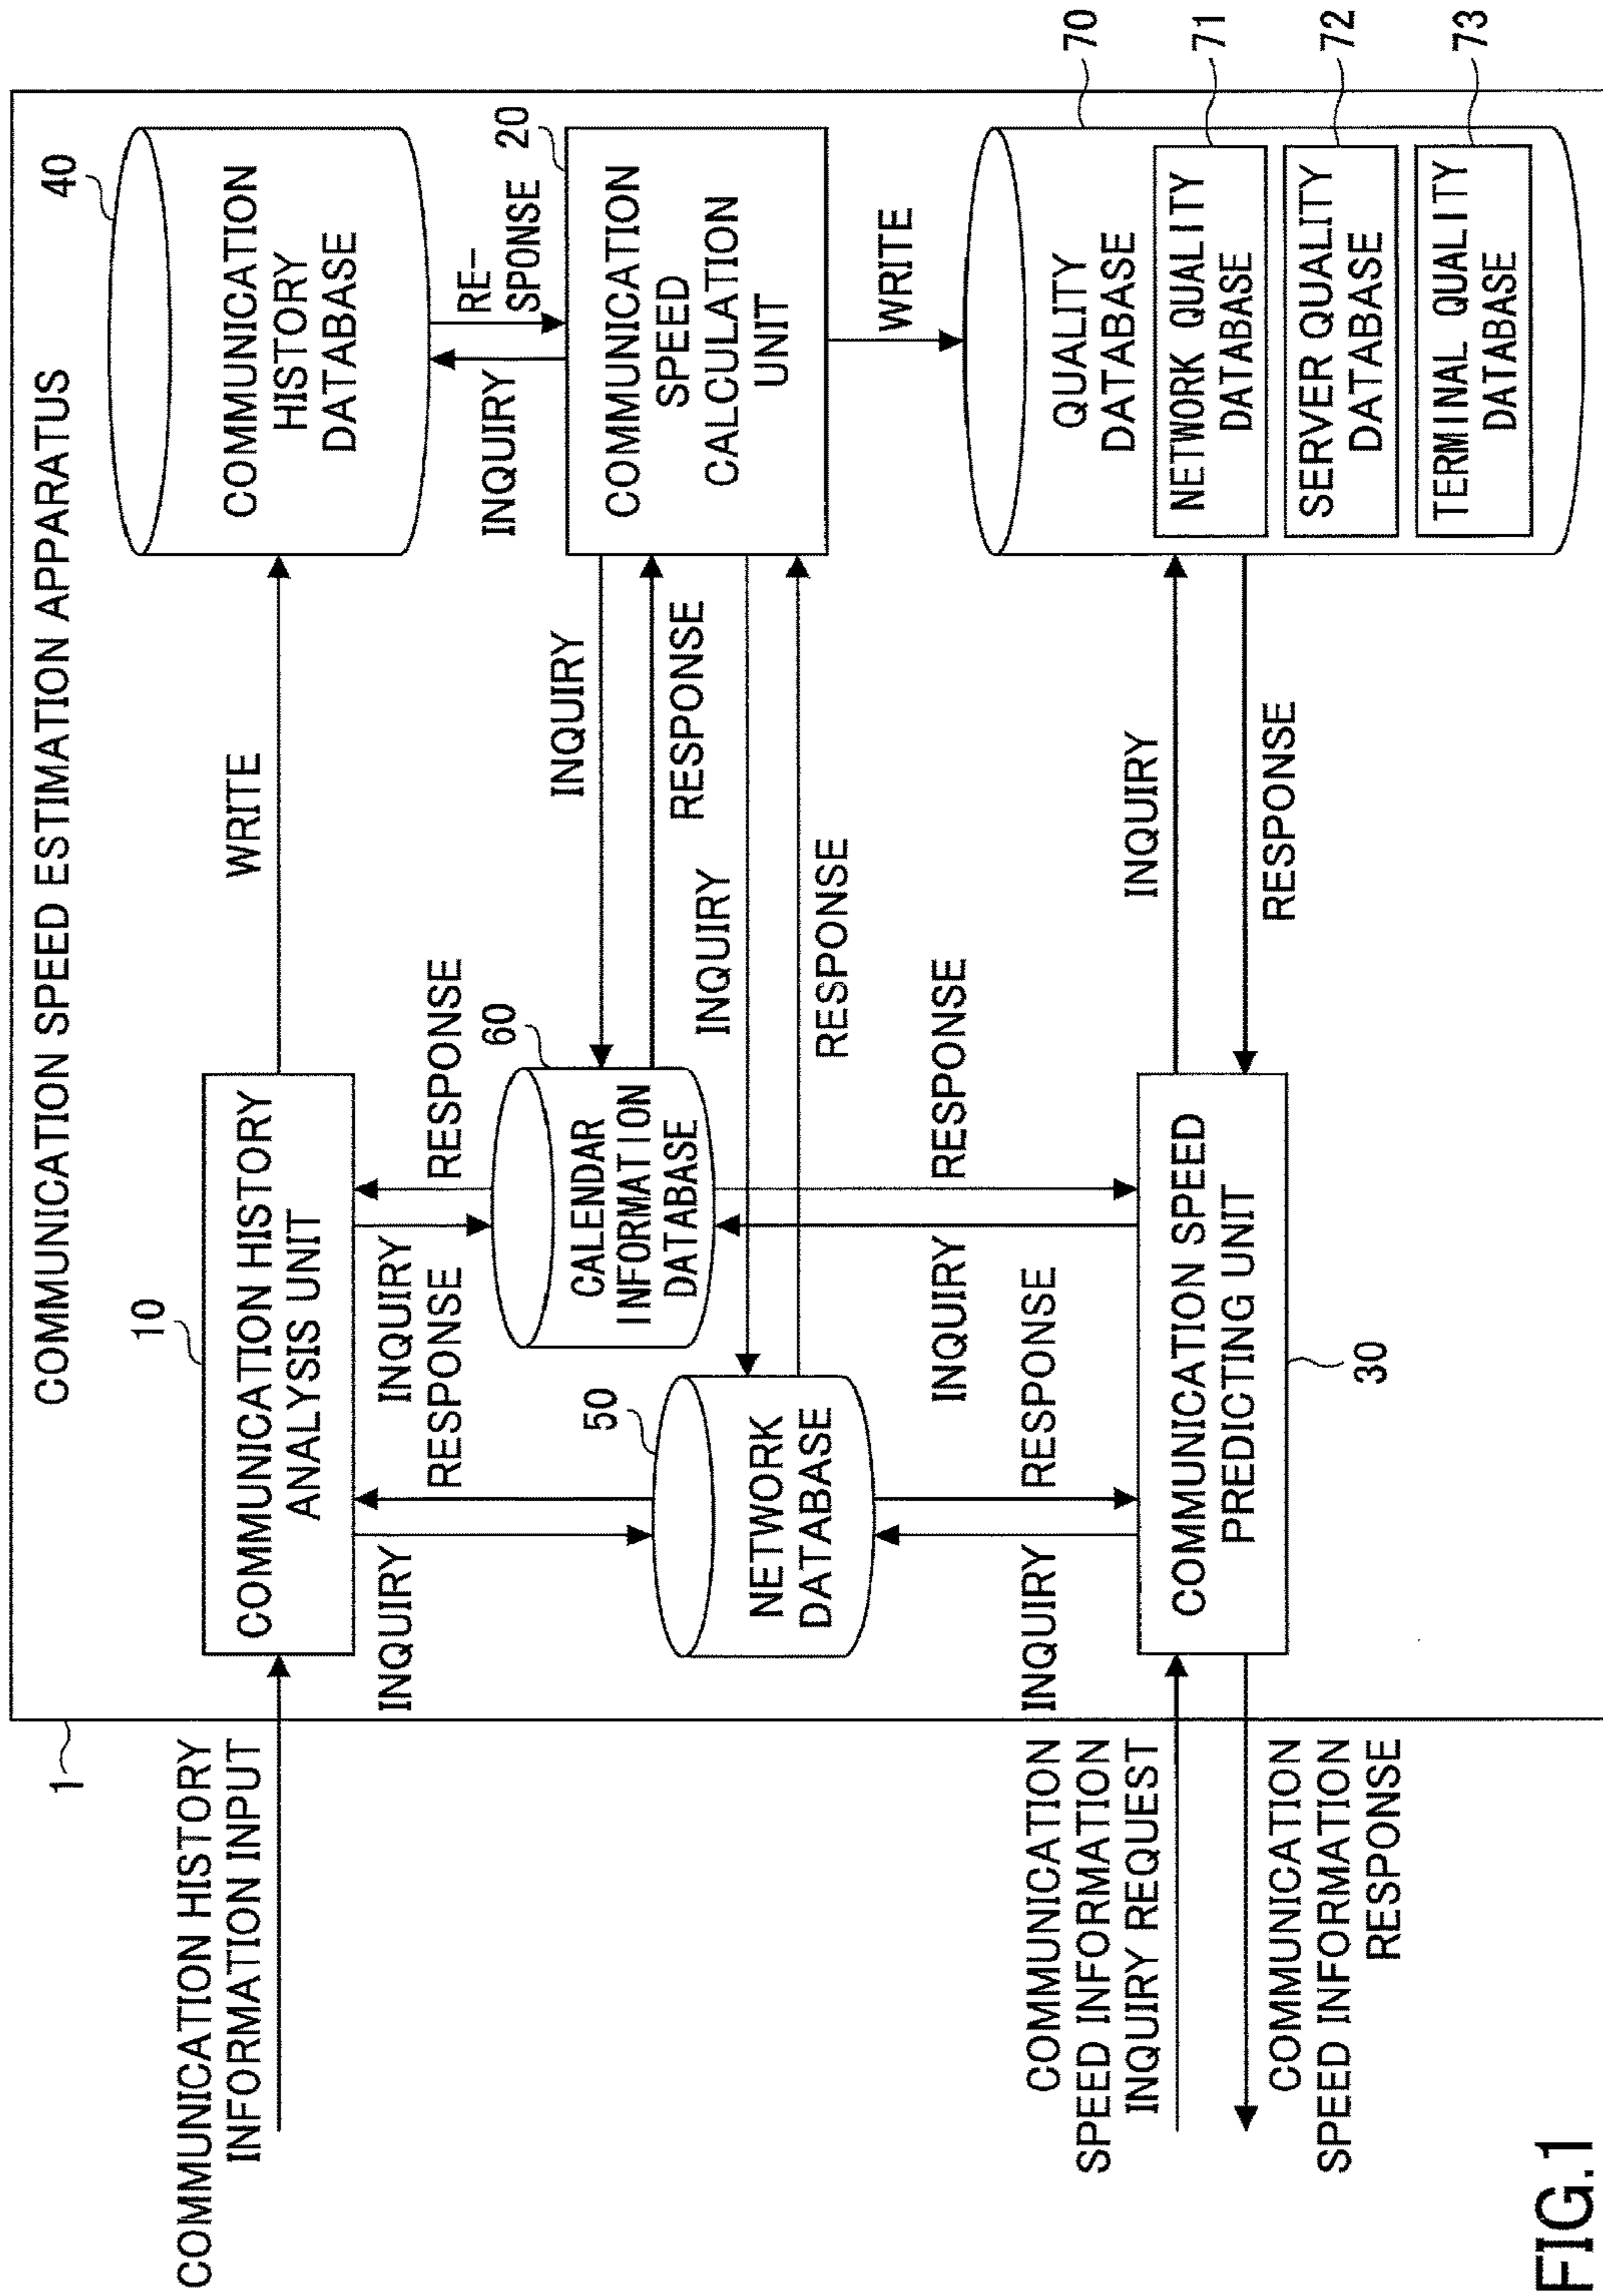 COMMUNICATION SPEED ESTIMATION APPARATUS
1
COMMUNICATION HISTORY
INFORMATION INPUT
10
COMMUNICATION HISTORY
ANALYSIS UNIT
WRITE
40
COMMUNICATION
HISTORY
DATABASE
INQUIRY
RESPONSE
INQUIRY
RESPONSE
INQUIRY
RE-
SPONSE
50
NETWORK
DATABASE
60
CALENDAR
INFORMATION
DATABASE
INQUIRY
RESPONSE
INQUIRY
RESPONSE
20
COMMUNICATION
SPEED
CALCULATION
UNIT
WRITE
INQUIRY
RESPONSE
INQUIRY
RESPONSE
COMMUNICATION
SPEED INFORMATION
INQUIRY REQUEST
COMMUNICATION
SPEED INFORMATION
RESPONSE
COMMUNICATION SPEED
PREDICTING UNIT
30
INQUIRY
RESPONSE
QUALITY
DATABASE
70
NETWORK QUALITY
DATABASE
71
SERVER QUALITY
DATABASE
72
TERMINAL QUALITY
DATABASE
73
FIG.1